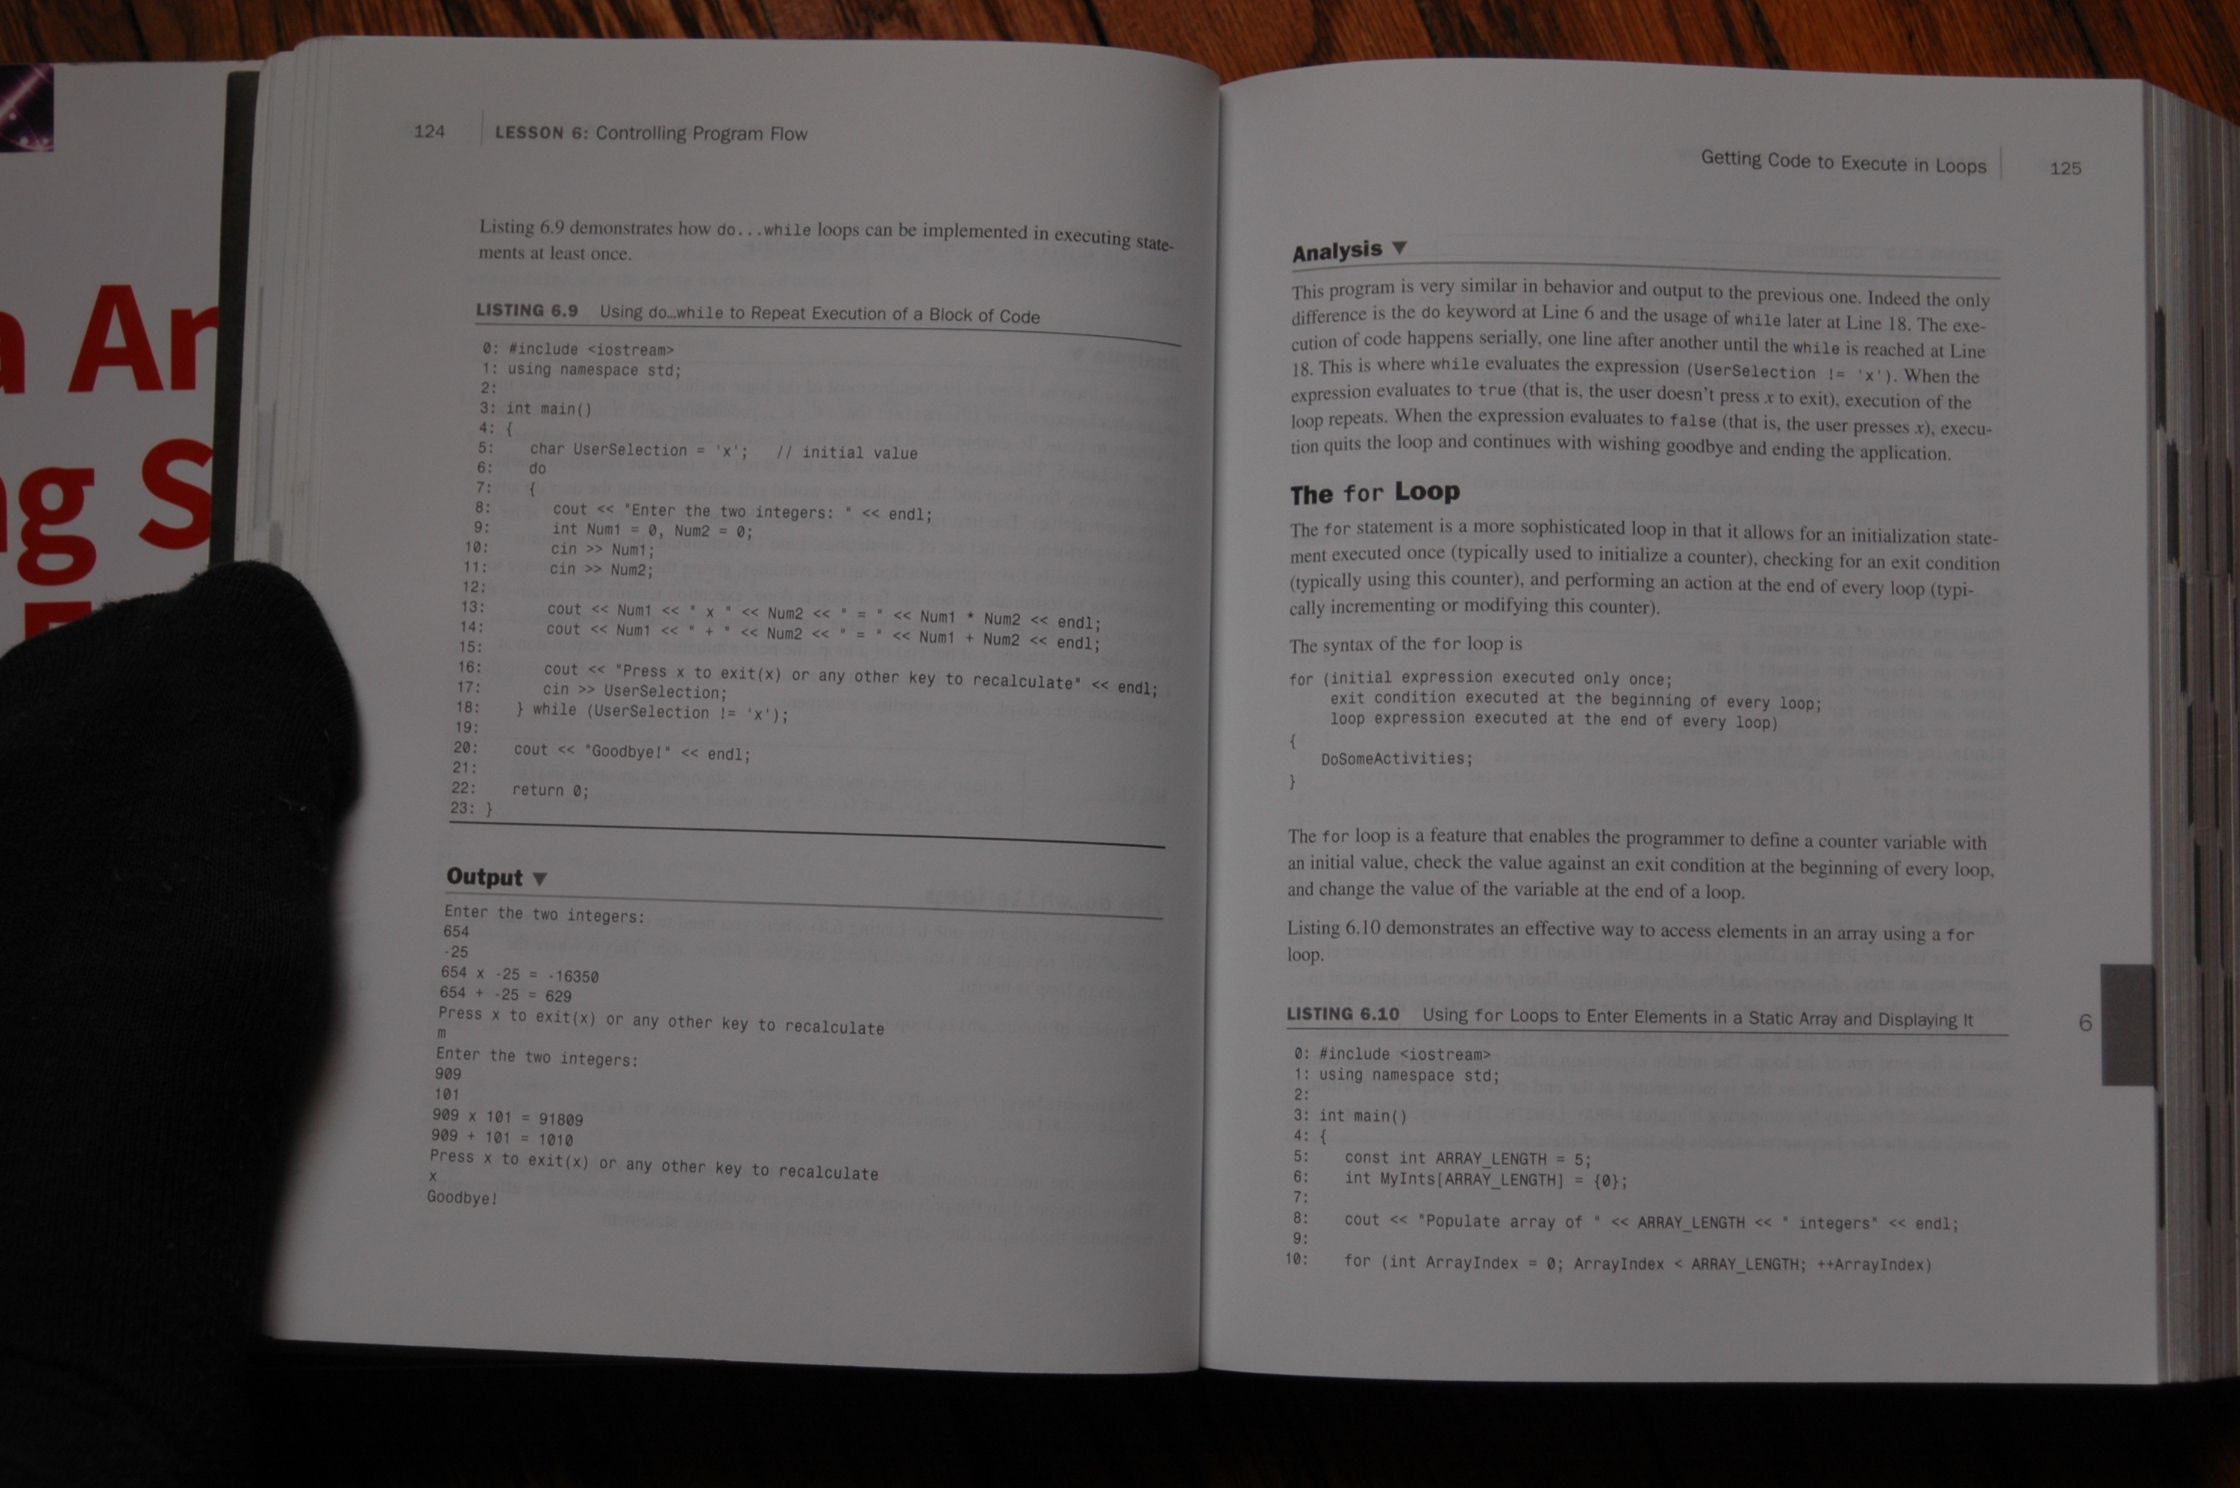 a Ar
g S
124 LESSON 6: Controlling Program Flow
Listing 6.9 demonstrates how do...while loops can be implemented in executing state-
ments at least once.
LISTING 6.9 Using do…while to Repeat Execution of a Block of Code
0: #include <iostream>
1: using namespace std;
2:
3: int main()
4: {
5: char UserSelection = 'x'; // initial value
6: do
7: {
8: cout << "Enter the two integers: " << endl;
9: int Num1 = 0, Num2 = 0;
10: cin >> Num1;
11: cin >> Num2;
12:
13: cout << Num1 << " x " << Num2 << " = " << Num1 * Num2 << endl;
14: cout << Num1 << " + " << Num2 << " = " << Num1 + Num2 << endl;
15:
16: cout << "Press x to exit(x) or any other key to recalculate" << endl;
17: cin >> UserSelection;
18: } while (UserSelection != 'x');
19:
20: cout << "Goodbye!" << endl;
21:
22: return 0;
23: }
Output ▼
Enter the two integers:
654
-25
654 x -25 = -16350
654 + -25 = 629
Press x to exit(x) or any other key to recalculate
m
Enter the two integers:
909
101
909 x 101 = 91809
909 + 101 = 1010
Press x to exit(x) or any other key to recalculate
x
Goodbye!
Getting Code to Execute in Loops 125
Analysis ▼
This program is very similar in behavior and output to the previous one. Indeed the only
difference is the do keyword at Line 6 and the usage of while later at Line 18. The exe-
cution of code happens serially, one line after another until the while is reached at Line
18. This is where while evaluates the expression (UserSelection != 'x'). When the
expression evaluates to true (that is, the user doesn't press x to exit), execution of the
loop repeats. When the expression evaluates to false (that is, the user presses x), execu-
tion quits the loop and continues with wishing goodbye and ending the application.
The for Loop
The for statement is a more sophisticated loop in that it allows for an initialization state-
ment executed once (typically used to initialize a counter), checking for an exit condition
(typically using this counter), and performing an action at the end of every loop (typi-
cally incrementing or modifying this counter).
The syntax of the for loop is
for (initial expression executed only once;
exit condition executed at the beginning of every loop;
loop expression executed at the end of every loop)
{
DoSomeActivities;
}
The for loop is a feature that enables the programmer to define a counter variable with
an initial value, check the value against an exit condition at the beginning of every loop,
and change the value of the variable at the end of a loop.
Listing 6.10 demonstrates an effective way to access elements in an array using a for
loop.
LISTING 6.10 Using for Loops to Enter Elements in a Static Array and Displaying It
6
0: #include <iostream>
1: using namespace std;
2:
3: int main()
4: {
5: const int ARRAY_LENGTH = 5;
6: int MyInts[ARRAY_LENGTH] = {0};
7:
8: cout << "Populate array of " << ARRAY_LENGTH << " integers" << endl;
9:
10: for (int ArrayIndex = 0; ArrayIndex < ARRAY_LENGTH; ++ArrayIndex)